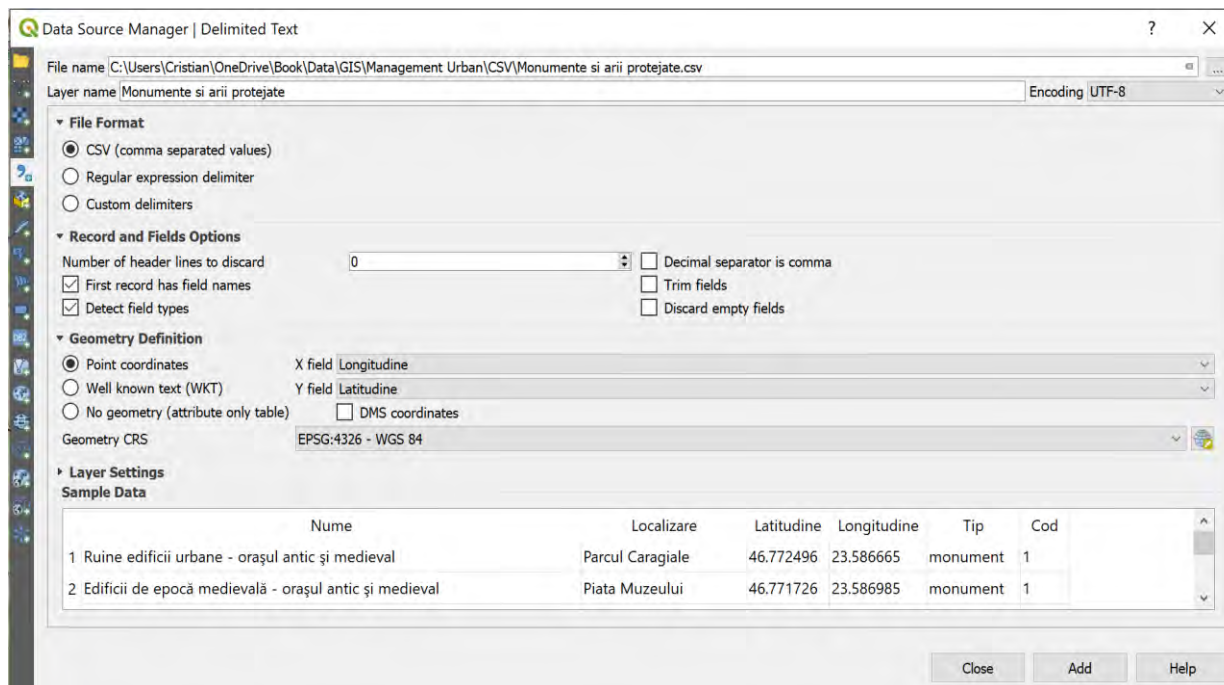 Data Source Manager | Delimited Text ? X
File name C:\Users\Cristian\OneDrive\Book\Data\GIS\Management Urban\CSV\Monumente si arii protejate.csv ...
Layer name Monumente si arii protejate Encoding UTF-8
File Format
CSV (comma separated values)
Regular expression delimiter
Custom delimiters
Record and Fields Options
Number of header lines to discard 0 Decimal separator is comma
First record has field names Trim fields
Detect field types Discard empty fields
Geometry Definition
Point coordinates X field Longitudine
Well known text (WKT) Y field Latitudine
No geometry (attribute only table) DMS coordinates
Geometry CRS EPSG:4326 - WGS 84
Layer Settings
Sample Data
Nume Localizare Latitudine Longitudine Tip Cod
1 Ruine edificii urbane - oraşul antic şi medieval Parcul Caragiale 46.772496 23.586665 monument 1
2 Edificii de epocă medievală - oraşul antic şi medieval Piata Muzeului 46.771726 23.586985 monument 1
Close Add Help